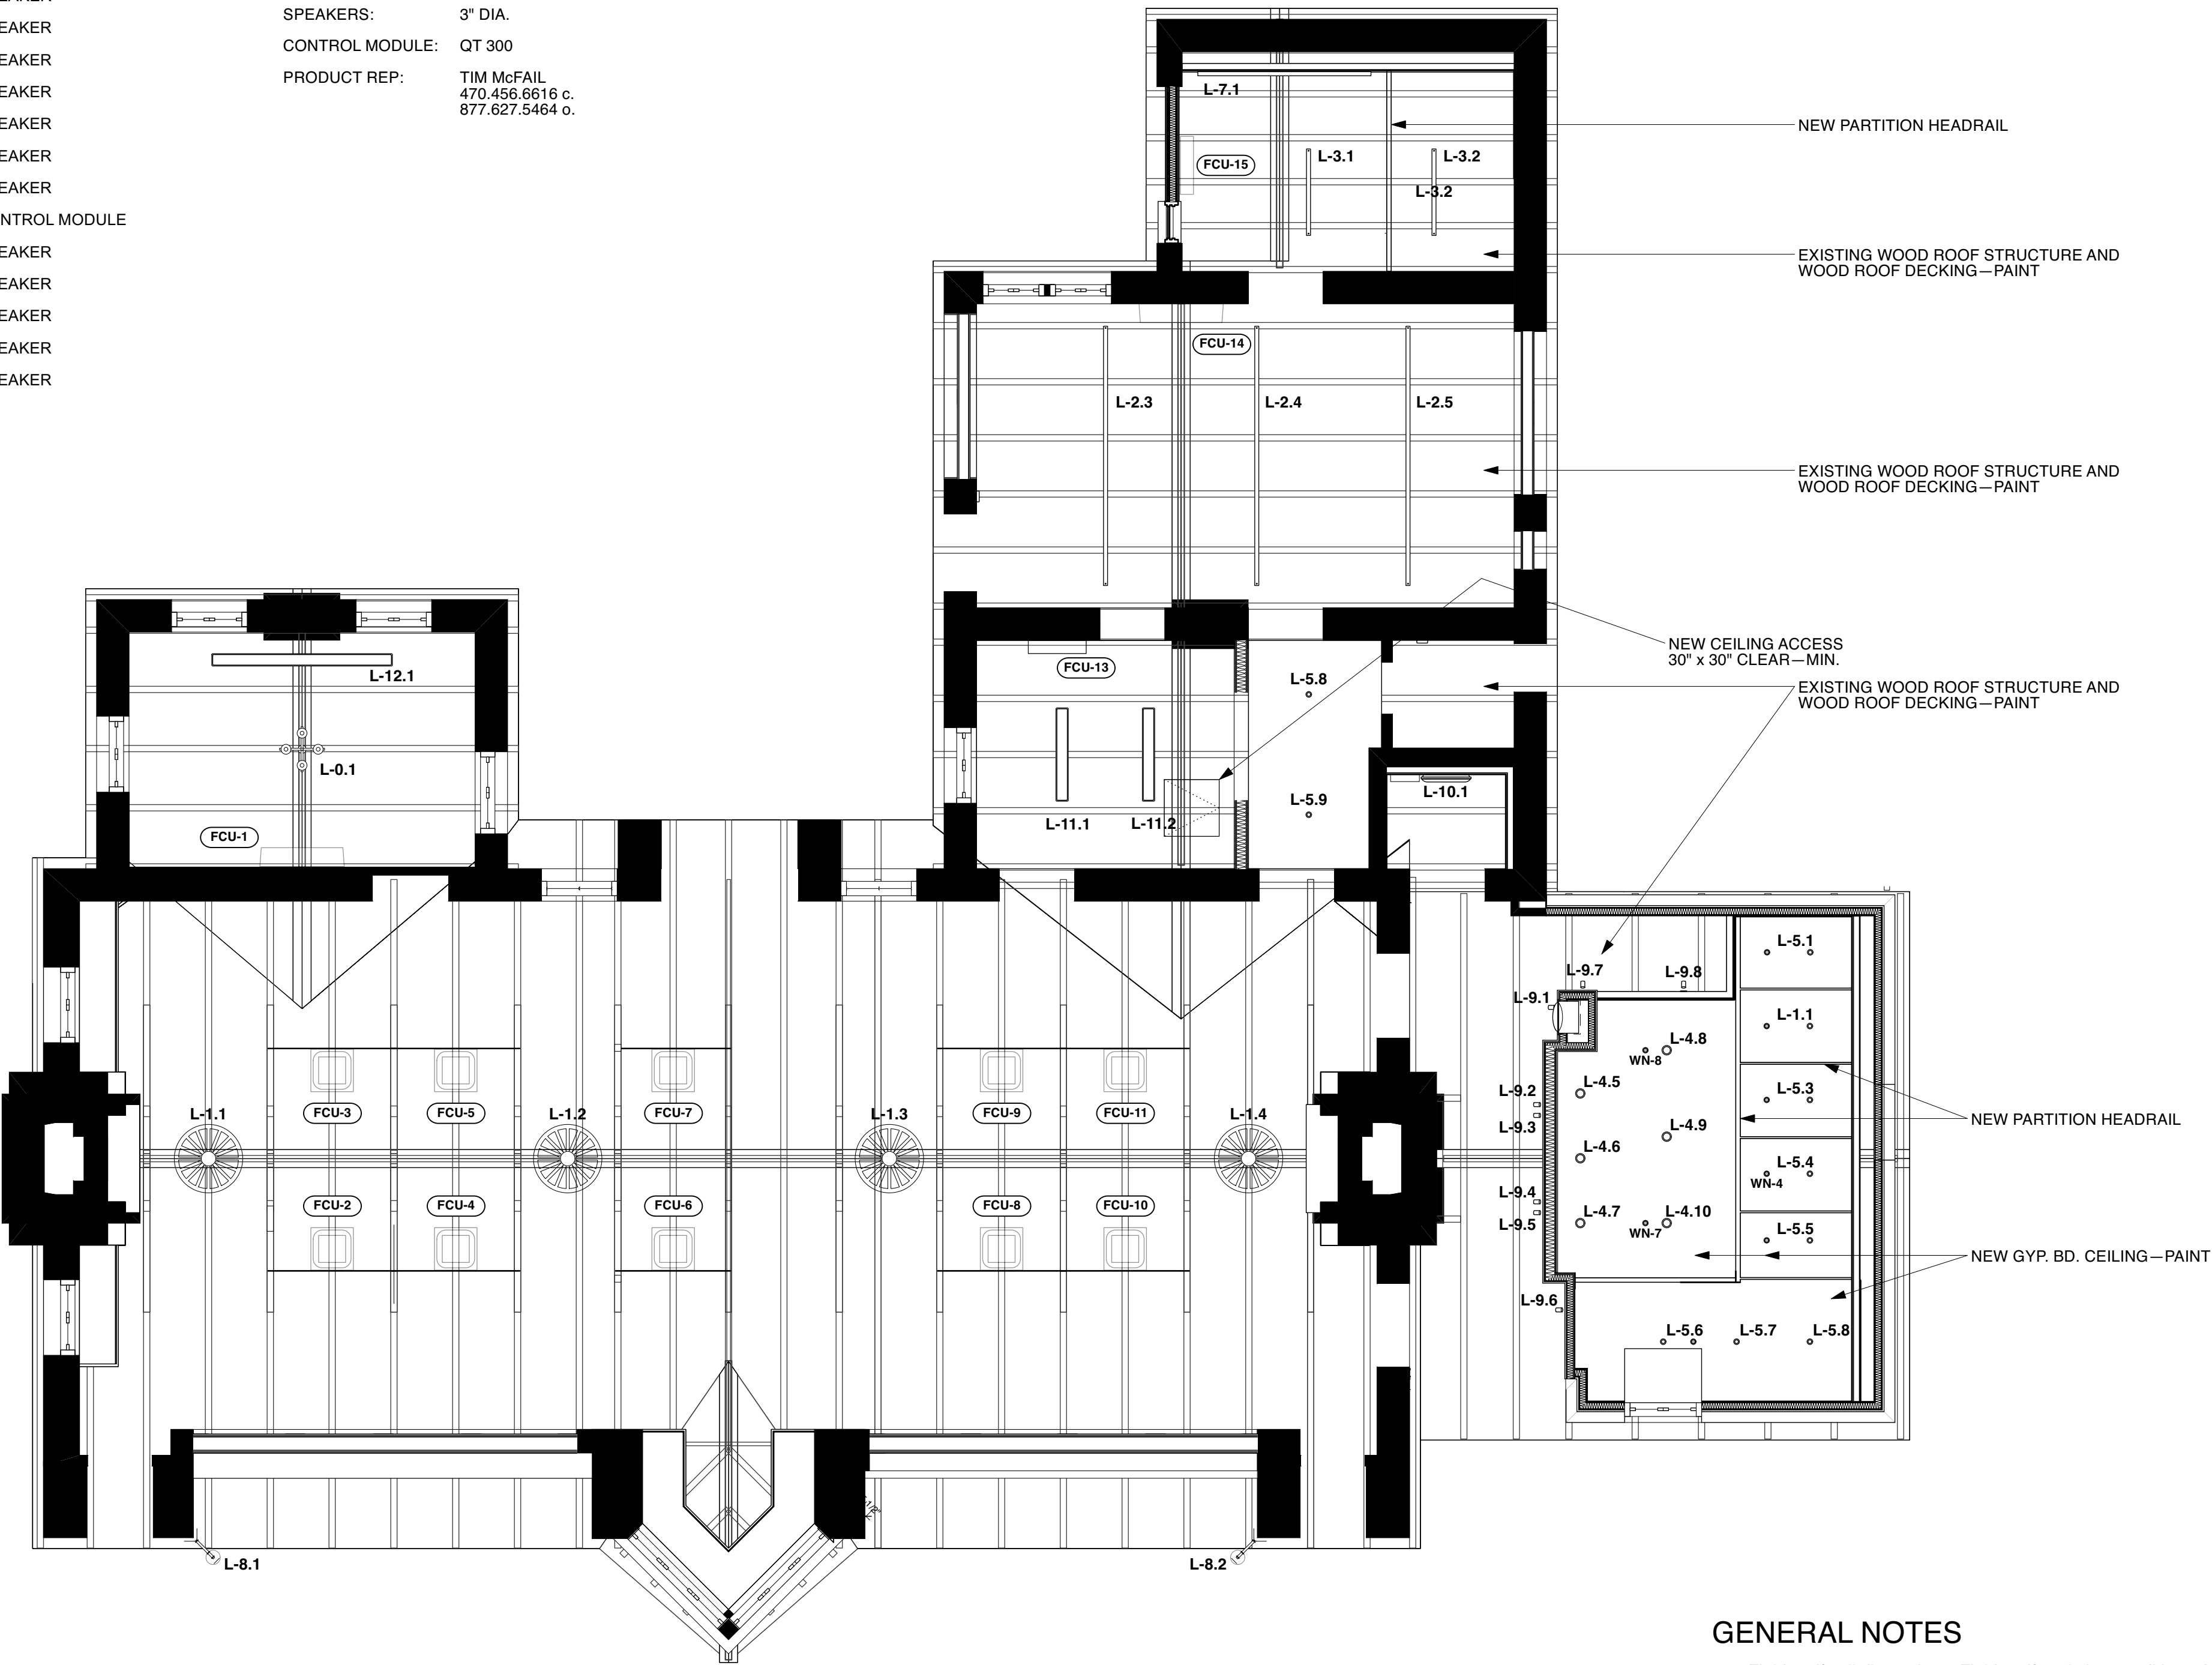 EAKER
EAKER
EAKER
EAKER
EAKER
EAKER
NTROL MODULE
EAKER
EAKER
EAKER
EAKER
EAKER
SPEAKERS: 3" DIA.
CONTROL MODULE: QT 300
PRODUCT REP: TIM McFAIL
470.456.6616 c.
877.627.5464 o.
L-7.1
NEW PARTITION HEADRAIL
FCU-15
L-3.1
L-3.2
L-3.2
EXISTING WOOD ROOF STRUCTURE AND
WOOD ROOF DECKING—PAINT
FCU-14
L-2.3
L-2.4
L-2.5
EXISTING WOOD ROOF STRUCTURE AND
WOOD ROOF DECKING—PAINT
NEW CEILING ACCESS
30" x 30" CLEAR—MIN.
EXISTING WOOD ROOF STRUCTURE AND
WOOD ROOF DECKING—PAINT
L-12.1
L-0.1
FCU-1
FCU-13
L-5.8
L-5.9
L-11.1
L-11.2
L-10.1
L-5.1
L-9.7
L-9.8
L-9.1
L-1.1
L-4.8
WN-8
L-4.5
L-9.2
L-5.3
L-9.3
L-4.9
NEW PARTITION HEADRAIL
L-4.6
L-5.4
WN-4
L-9.4
L-9.5
L-4.7
L-4.10
WN-7
L-5.5
NEW GYP. BD. CEILING—PAINT
L-9.6
L-5.6
L-5.7
L-5.8
L-1.1
FCU-3
FCU-5
L-1.2
FCU-7
L-1.3
FCU-9
FCU-11
L-1.4
FCU-2
FCU-4
FCU-6
FCU-8
FCU-10
L-8.1
L-8.2
GENERAL NOTES